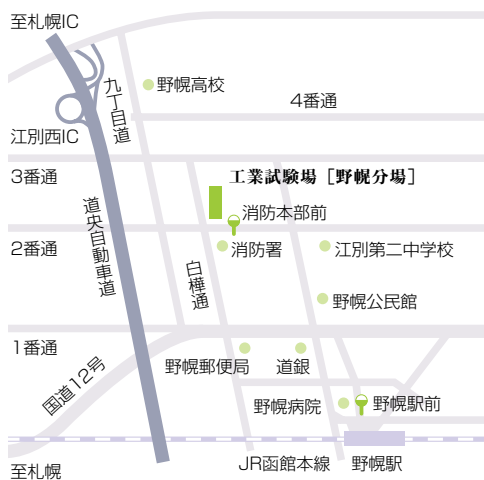 至札幌IC
九丁目道
野幌高校
4番通
江別西IC
3番通
工業試験場［野幌分場］
道央自動車道
消防本部前
2番通
消防署
江別第二中学校
白樺通
野幌公民館
1番通
野幌郵便局
道銀
国道12号
野幌病院
野幌駅前
至札幌
JR函館本線
野幌駅